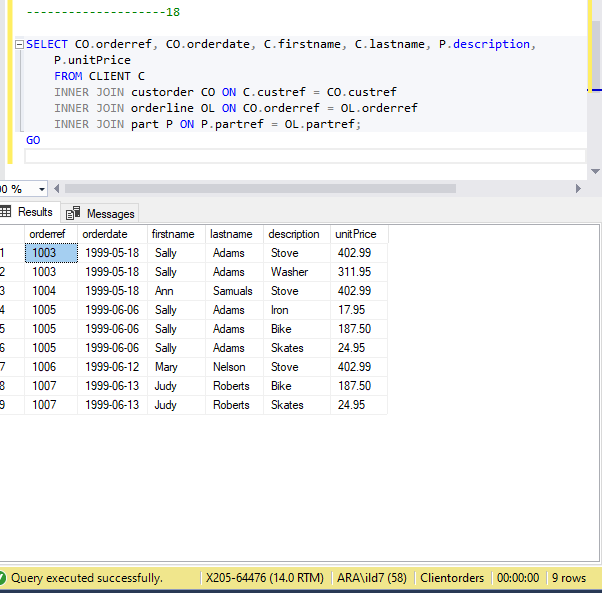 --------------------18
SELECT CO.orderref, CO.orderdate, C.firstname, C.lastname, P.description,
P.unitPrice
FROM CLIENT C
INNER JOIN custorder CO ON C.custref = CO.custref
INNER JOIN orderline OL ON CO.orderref = OL.orderref
INNER JOIN part P ON P.partref = OL.partref;
GO
00 %
Results Messages
orderref orderdate firstname lastname description unitPrice
1 1003 1999-05-18 Sally Adams Stove 402.99
2 1003 1999-05-18 Sally Adams Washer 311.95
3 1004 1999-05-18 Ann Samuals Stove 402.99
4 1005 1999-06-06 Sally Adams Iron 17.95
5 1005 1999-06-06 Sally Adams Bike 187.50
6 1005 1999-06-06 Sally Adams Skates 24.95
7 1006 1999-06-12 Mary Nelson Stove 402.99
8 1007 1999-06-13 Judy Roberts Bike 187.50
9 1007 1999-06-13 Judy Roberts Skates 24.95
Query executed successfully. X205-64476 (14.0 RTM) ARA\ild7 (58) Clientorders 00:00:00 9 rows